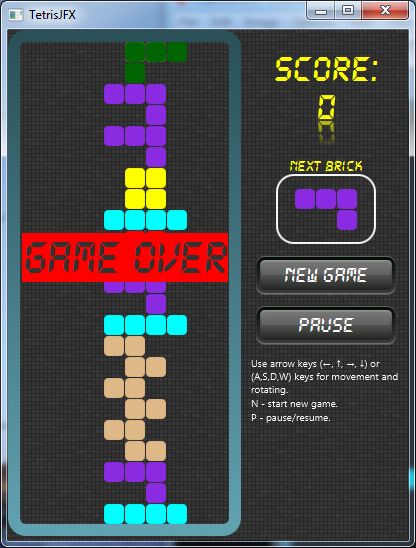 TetrisJFX
SCORE:
0
NEXT BRICK
GAME OVER
NEW GAME
PAUSE
Use arrow keys (←, ↑, →, ↓) or
(A,S,D,W) keys for movement and
rotating.
N - start new game.
P - pause/resume.